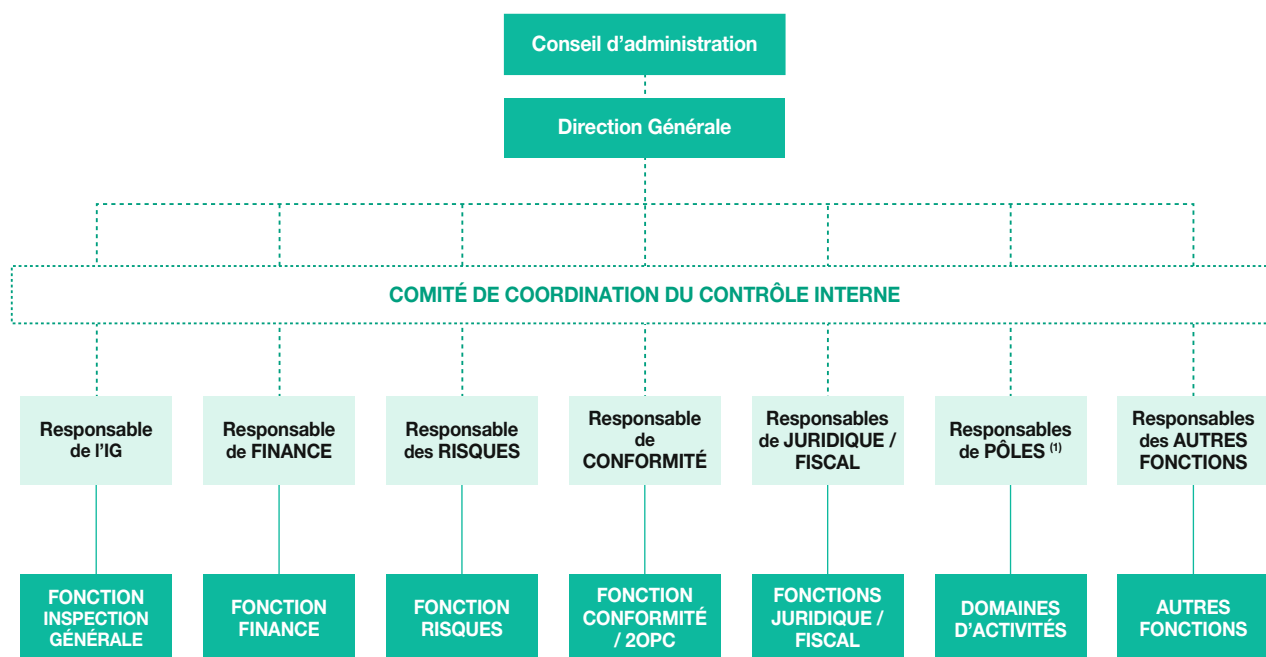 Conseil d'administration
Direction Générale
COMITÉ DE COORDINATION DU CONTRÔLE INTERNE
Responsable
de l'IG
Responsable
de FINANCE
Responsable
des RISQUES
Responsable
de
CONFORMITÉ
Responsables
de JURIDIQUE /
FISCAL
Responsables
de PÔLES (1)
Responsables
des AUTRES
FONCTIONS
FONCTION
INSPECTION
GÉNÉRALE
FONCTION
FINANCE
FONCTION
RISQUES
FONCTION
CONFORMITÉ
/ 2OPC
FONCTIONS
JURIDIQUE /
FISCAL
DOMAINES
D'ACTIVITÉS
AUTRES
FONCTIONS